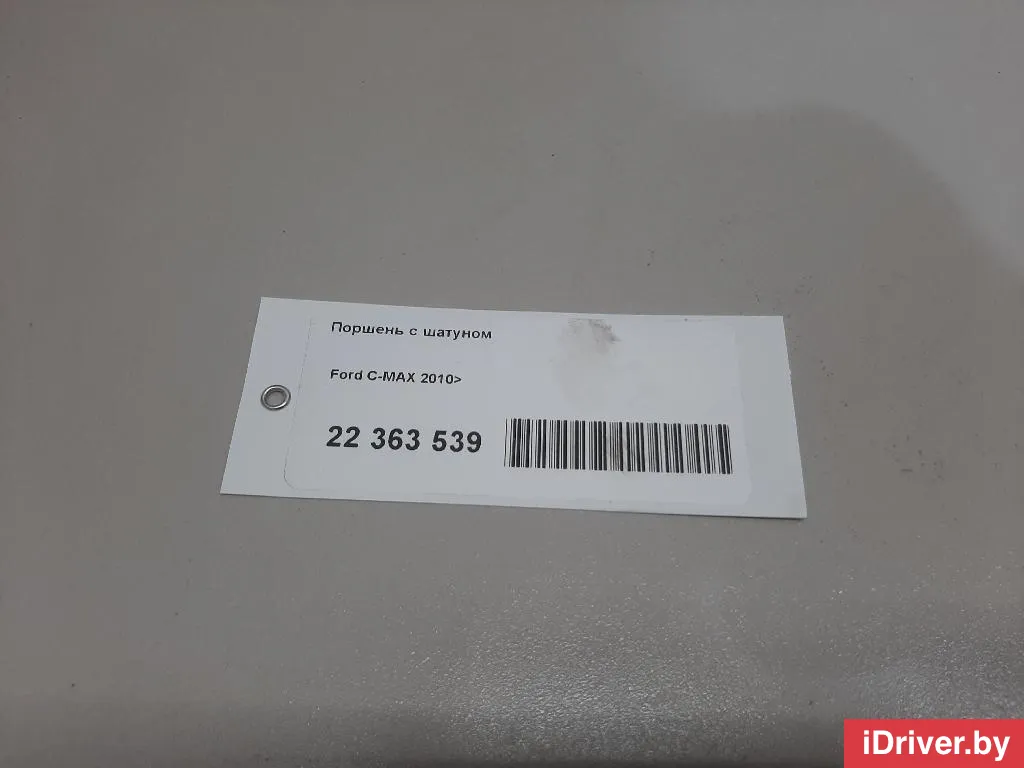 Поршень с шатуном
Ford C-MAX 2010>
22 363 539
iDriver.by